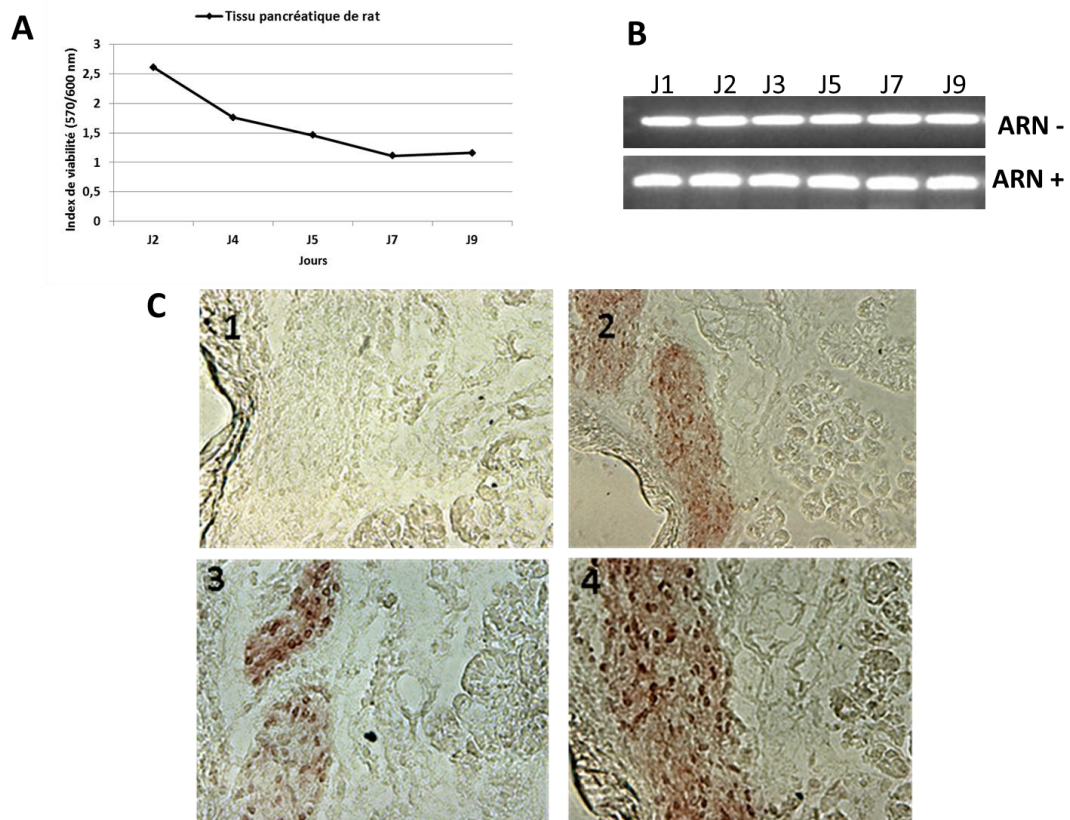 A
Tissu pancréatique de rat
Index de viabilité (570/600 nm)
3
2,5
2
1,5
1
0,5
0
J2 J4 J5 J7 J9
Jours
B
J1 J2 J3 J5 J7 J9
ARN -
ARN +
C
1
2
3
4